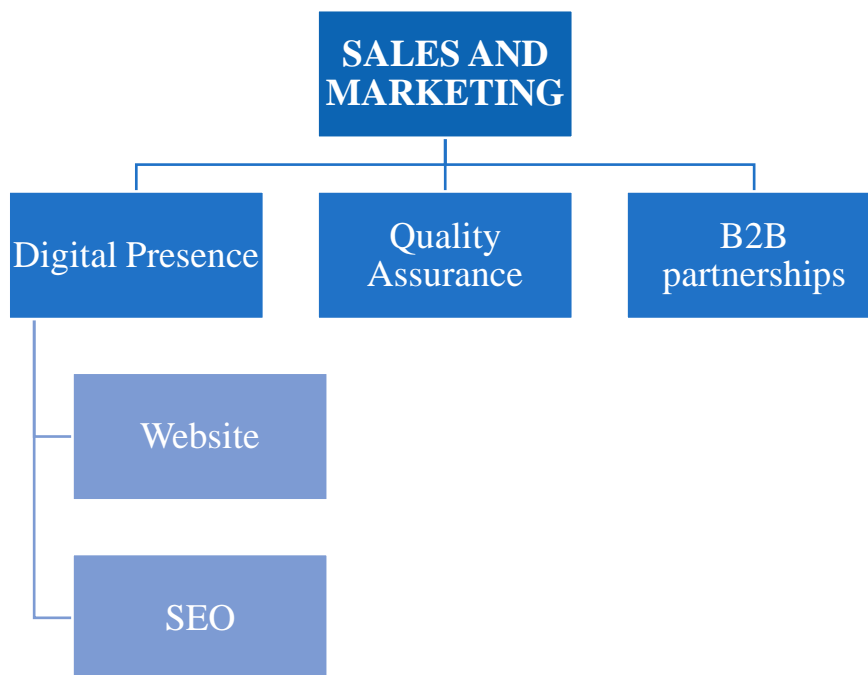 SALES AND
MARKETING
Digital Presence
Quality
Assurance
B2B
partnerships
Website
SEO